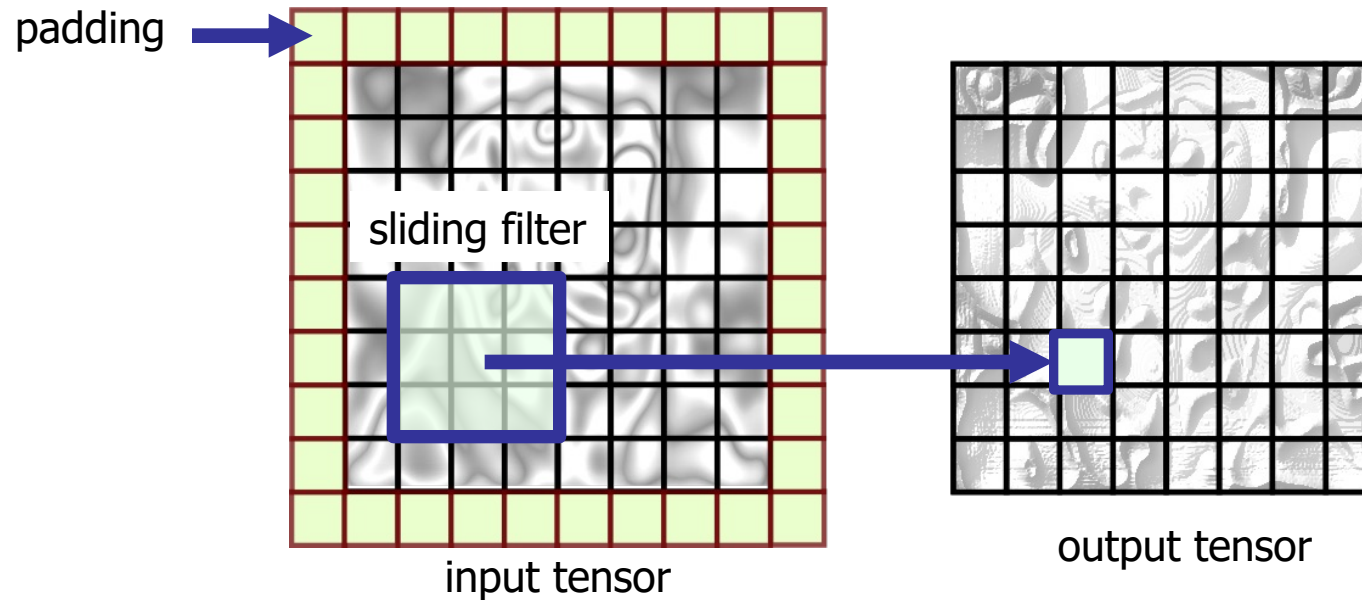 padding
sliding filter
input tensor
output tensor